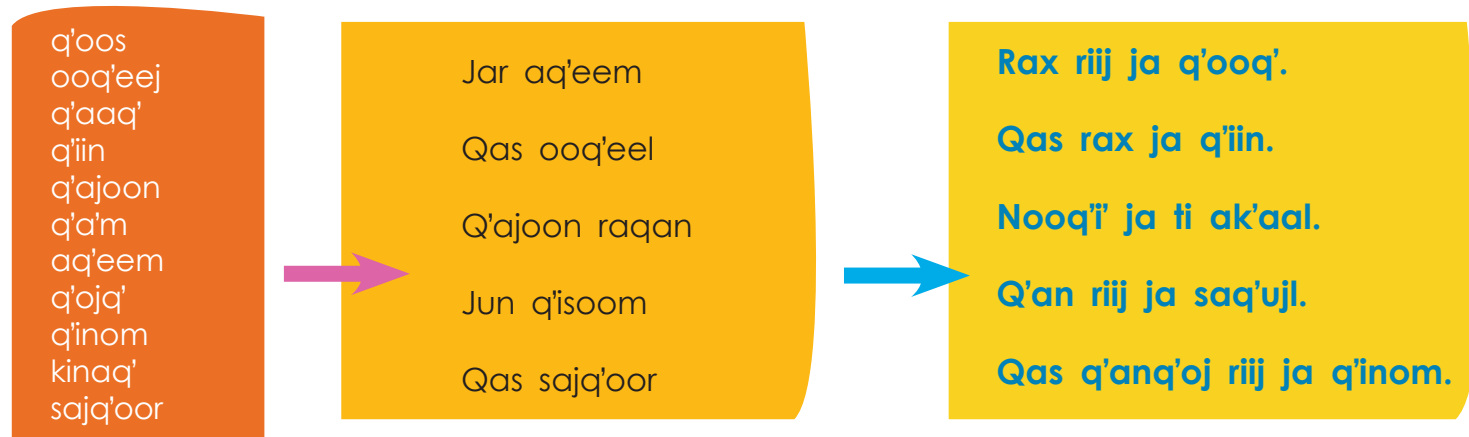 q'oos
ooq'eej
q'aaq'
q'iin
q'ajoon
q'a'm
aq'eem
q'ojq'
q'inom
kinaq'
sajq'oor
Jar aq'eem
Qas ooq'eel
Q'ajoon raqan
Jun q'isoom
Qas sajq'oor
Rax riij ja q'ooq'.
Qas rax ja q'iin.
Nooq'i' ja ti ak'aal.
Q'an riij ja saq'ujl.
Qas q'anq'oj riij ja q'inom.